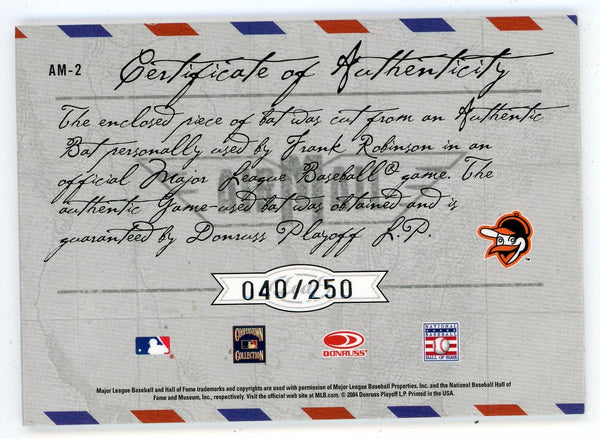 AM-2
Certificate of Authenticity
The enclosed piece of bat was cut from an Authentic
Bat personally used by Frank Robinson in an
official Major League Baseball® game. The
authentic Game-used bat was obtained and is
guaranteed by Donruss Playoff L.P.
TM
040/250
COOPERSTOWN
COLLECTION
DONRUSS
NATIONAL
BASEBALL
HALL OF FAME
Major League Baseball and Hall of Fame trademarks and copyrights are used with permission of Major League Baseball Properties, Inc. and the National Baseball Hall of
Fame and Museum, Inc., respectively. Visit the official web site at MLB.com. © 2004 Donruss Playoff L.P. Printed in the USA.